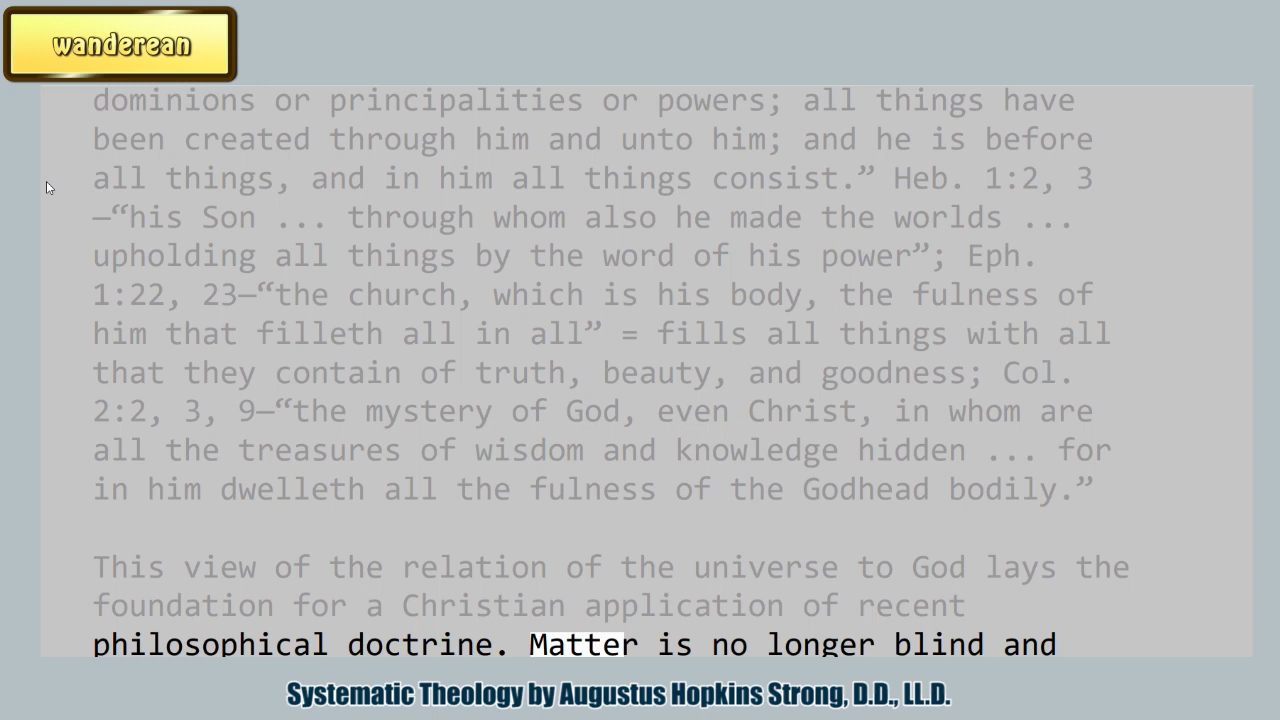 wanderean
dominions or principalities or powers; all things have
been created through him and unto him; and he is before
all things, and in him all things consist.” Heb. 1:2, 3
—“his Son ... through whom also he made the worlds ...
upholding all things by the word of his power”; Eph.
1:22, 23—“the church, which is his body, the fulness of
him that filleth all in all” = fills all things with all
that they contain of truth, beauty, and goodness; Col.
2:2, 3, 9—“the mystery of God, even Christ, in whom are
all the treasures of wisdom and knowledge hidden ... for
in him dwelleth all the fulness of the Godhead bodily.”
This view of the relation of the universe to God lays the
foundation for a Christian application of recent
philosophical doctrine. Matter is no longer blind and
Systematic Theology by Augustus Hopkins Strong, D.D., LL.D.